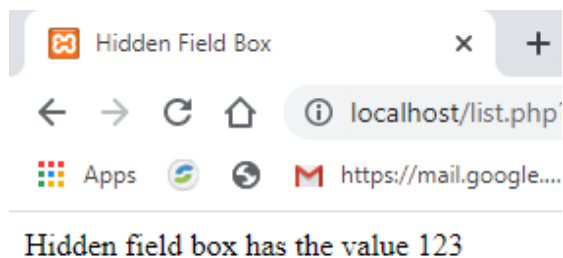 Hidden Field Box
localhost/list.php?
Apps
https://mail.google....
Hidden field box has the value 123